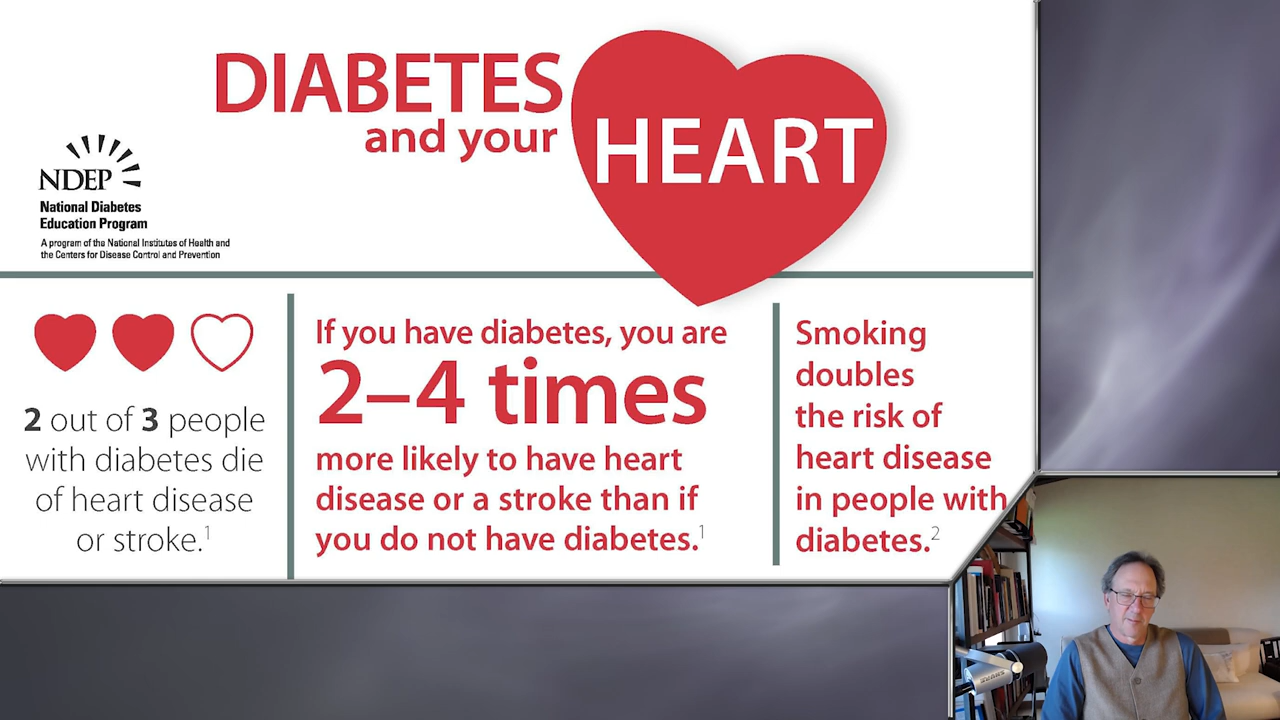 DIABETES
and your
HEART
NDEP
National Diabetes
Education Program
A program of the National Institutes of Health and
the Centers for Disease Control and Prevention
2 out of 3 people
with diabetes die
of heart disease
or stroke.1
If you have diabetes, you are
2–4 times
more likely to have heart
disease or a stroke than if
you do not have diabetes.1
Smoking
doubles
the risk of
heart disease
in people with
diabetes.2